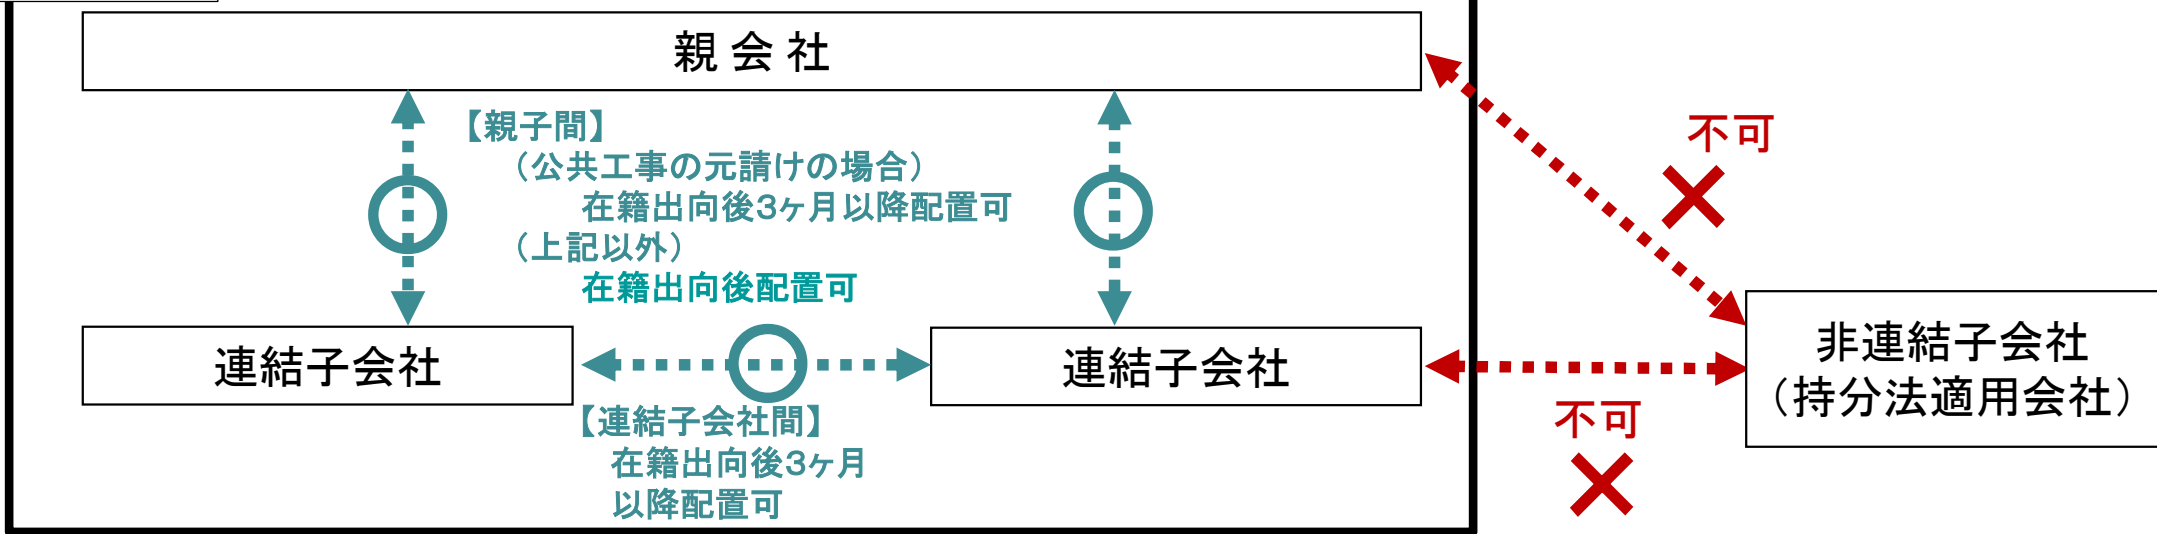 親会社
【親子間】
（公共工事の元請けの場合）
在籍出向後3ヶ月以降配置可
（上記以外）
在籍出向後配置可
不可
連結子会社
連結子会社
非連結子会社
（持分法適用会社）
【連結子会社間】
在籍出向後3ヶ月
以降配置可
不可